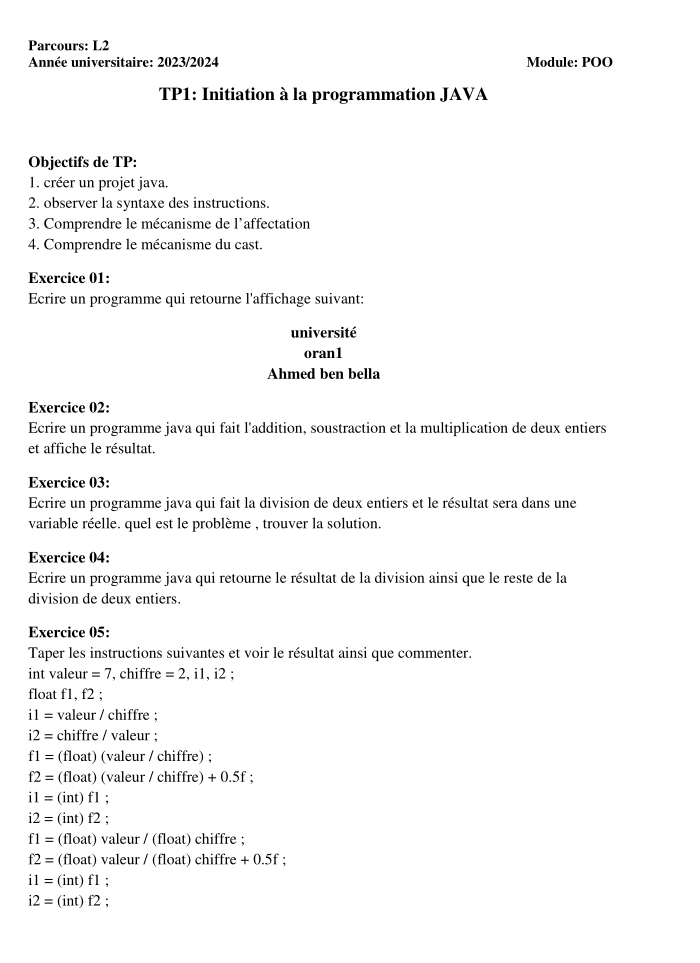 Parcours: L2
Année universitaire: 2023/2024 Module: POO
TP1: Initiation à la programmation JAVA
Objectifs de TP:
1. créer un projet java.
2. observer la syntaxe des instructions.
3. Comprendre le mécanisme de l’affectation
4. Comprendre le mécanisme du cast.
Exercice 01:
Ecrire un programme qui retourne l'affichage suivant:
université
oran1
Ahmed ben bella
Exercice 02:
Ecrire un programme java qui fait l'addition, soustraction et la multiplication de deux entiers
et affiche le résultat.
Exercice 03:
Ecrire un programme java qui fait la division de deux entiers et le résultat sera dans une
variable réelle. quel est le problème , trouver la solution.
Exercice 04:
Ecrire un programme java qui retourne le résultat de la division ainsi que le reste de la
division de deux entiers.
Exercice 05:
Taper les instructions suivantes et voir le résultat ainsi que commenter.
int valeur = 7, chiffre = 2, i1, i2 ;
float f1, f2 ;
i1 = valeur / chiffre ;
i2 = chiffre / valeur ;
f1 = (float) (valeur / chiffre) ;
f2 = (float) (valeur / chiffre) + 0.5f ;
i1 = (int) f1 ;
i2 = (int) f2 ;
f1 = (float) valeur / (float) chiffre ;
f2 = (float) valeur / (float) chiffre + 0.5f ;
i1 = (int) f1 ;
i2 = (int) f2 ;